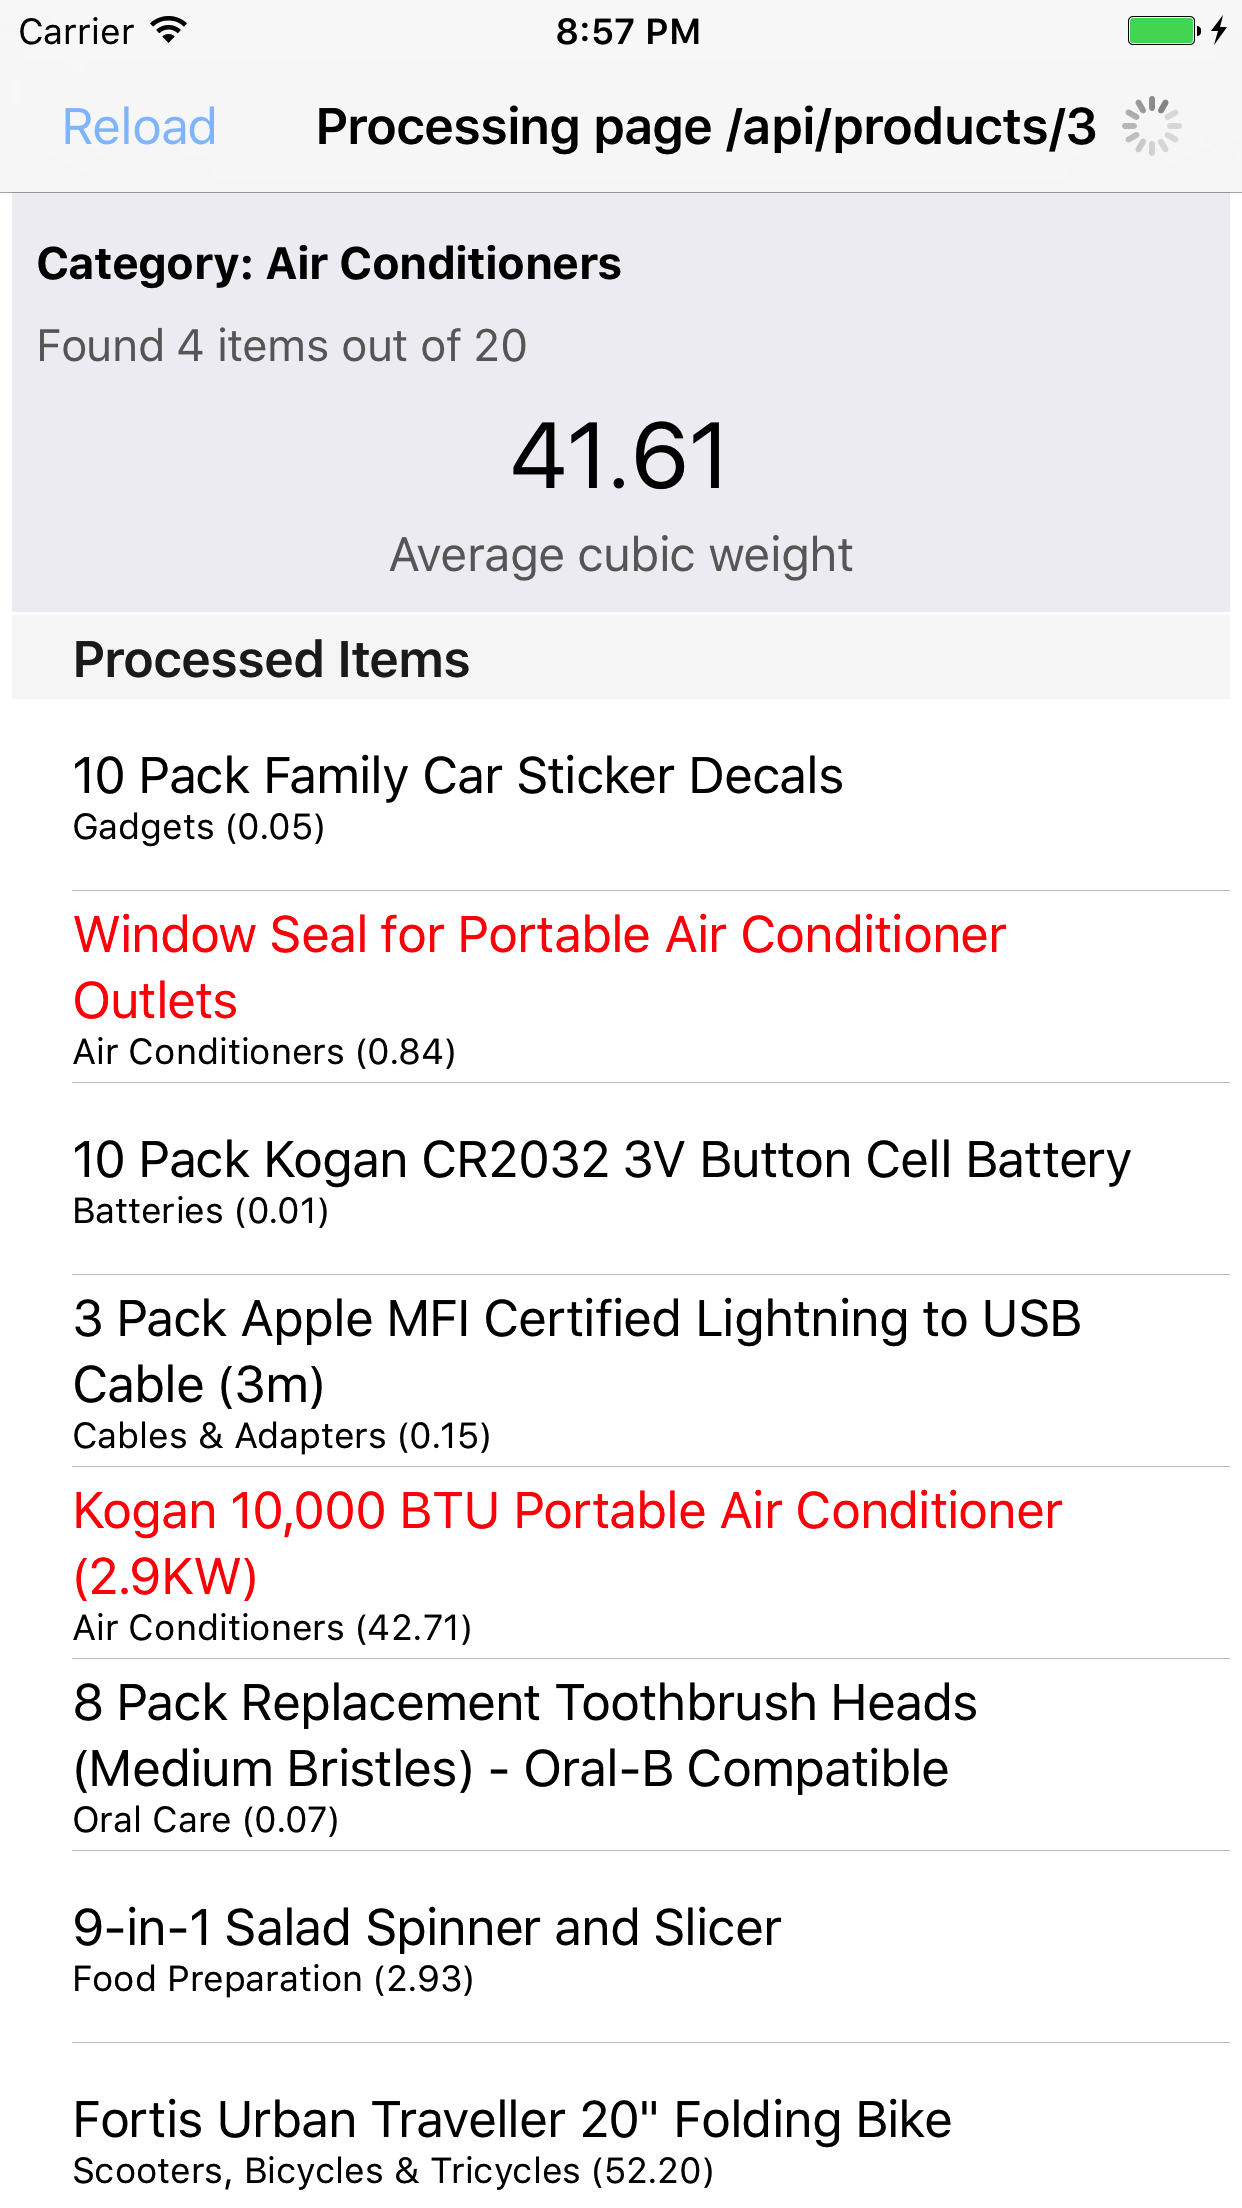 Carrier 8:57 PM
Reload Processing page /api/products/3
Category: Air Conditioners
Found 4 items out of 20
41.61
Average cubic weight
Processed Items
10 Pack Family Car Sticker Decals
Gadgets (0.05)
Window Seal for Portable Air Conditioner
Outlets
Air Conditioners (0.84)
10 Pack Kogan CR2032 3V Button Cell Battery
Batteries (0.01)
3 Pack Apple MFI Certified Lightning to USB
Cable (3m)
Cables & Adapters (0.15)
Kogan 10,000 BTU Portable Air Conditioner
(2.9KW)
Air Conditioners (42.71)
8 Pack Replacement Toothbrush Heads
(Medium Bristles) - Oral-B Compatible
Oral Care (0.07)
9-in-1 Salad Spinner and Slicer
Food Preparation (2.93)
Fortis Urban Traveller 20" Folding Bike
Scooters, Bicycles & Tricycles (52.20)